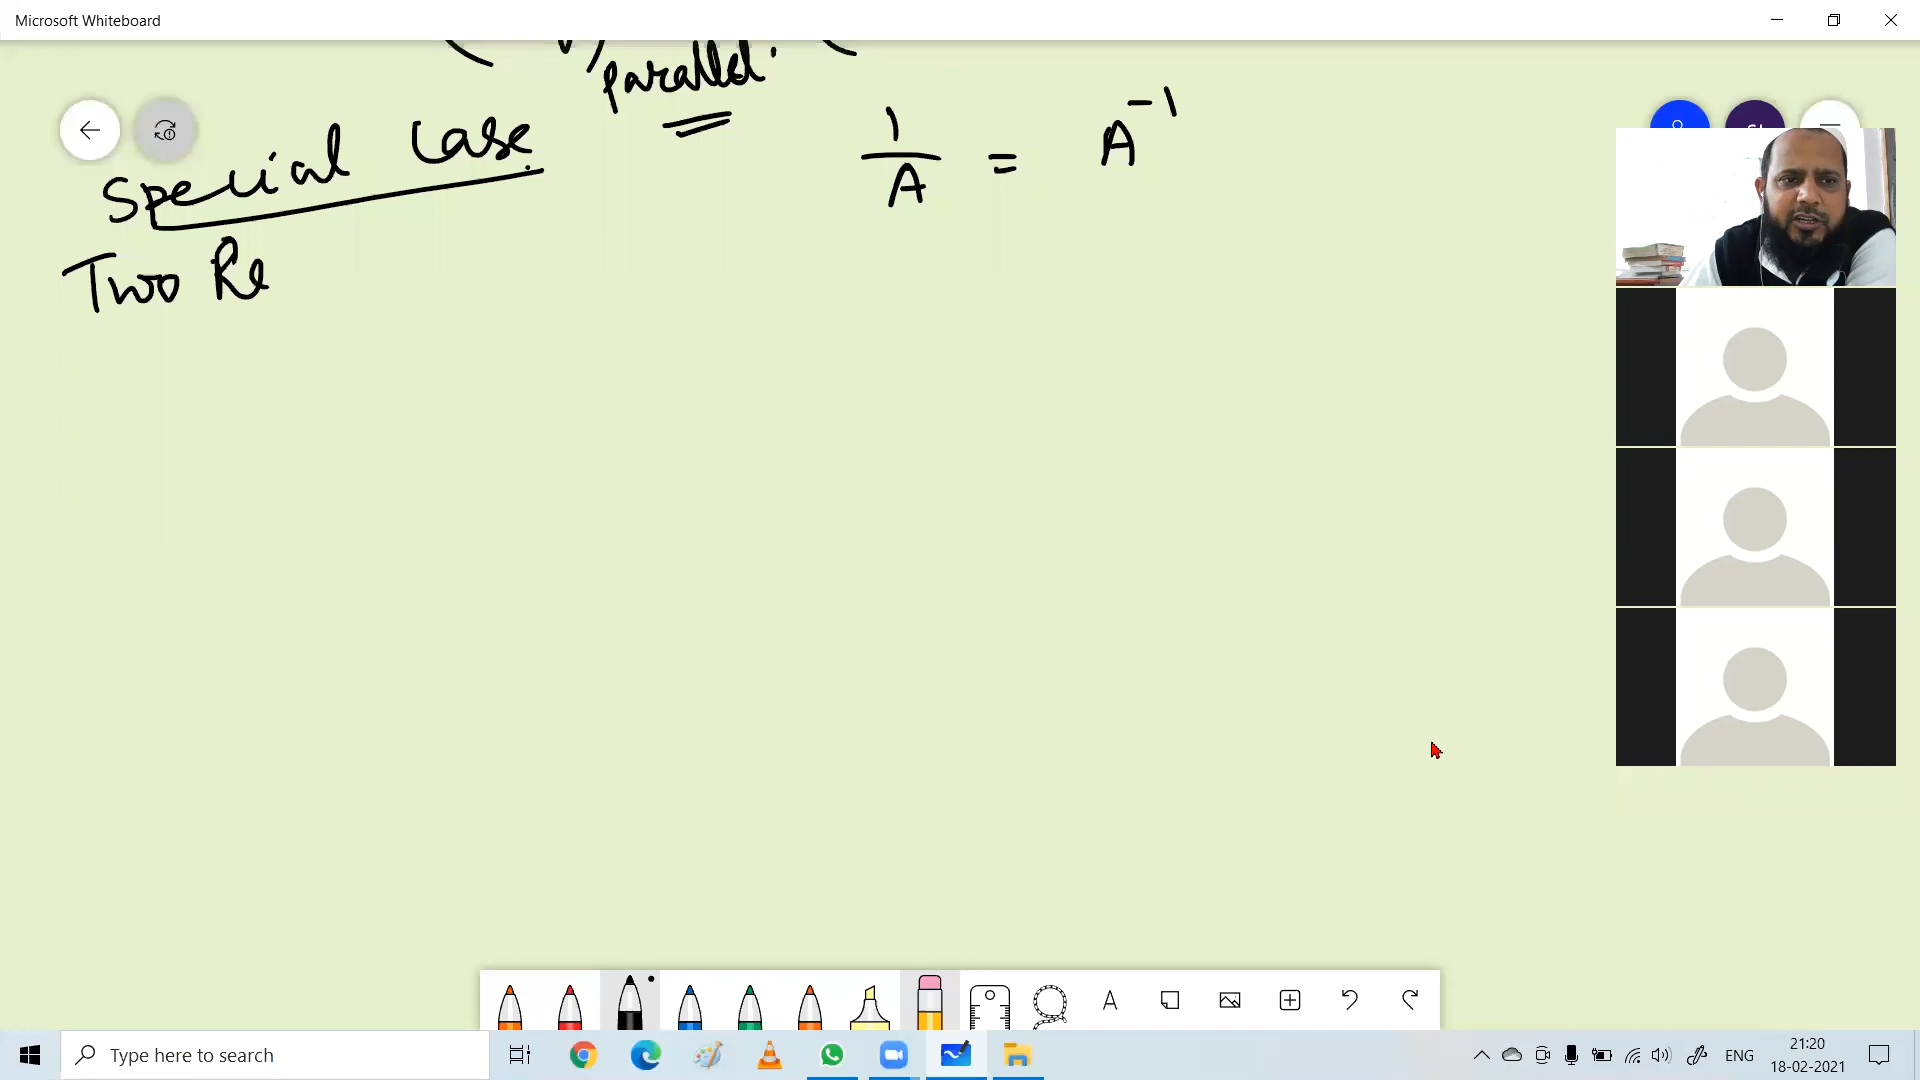 Microsoft Whiteboard
parallel.
Special Case
1
A
=
A
-1
Two Re
A
Type here to search
ENG
21:20
18-02-2021